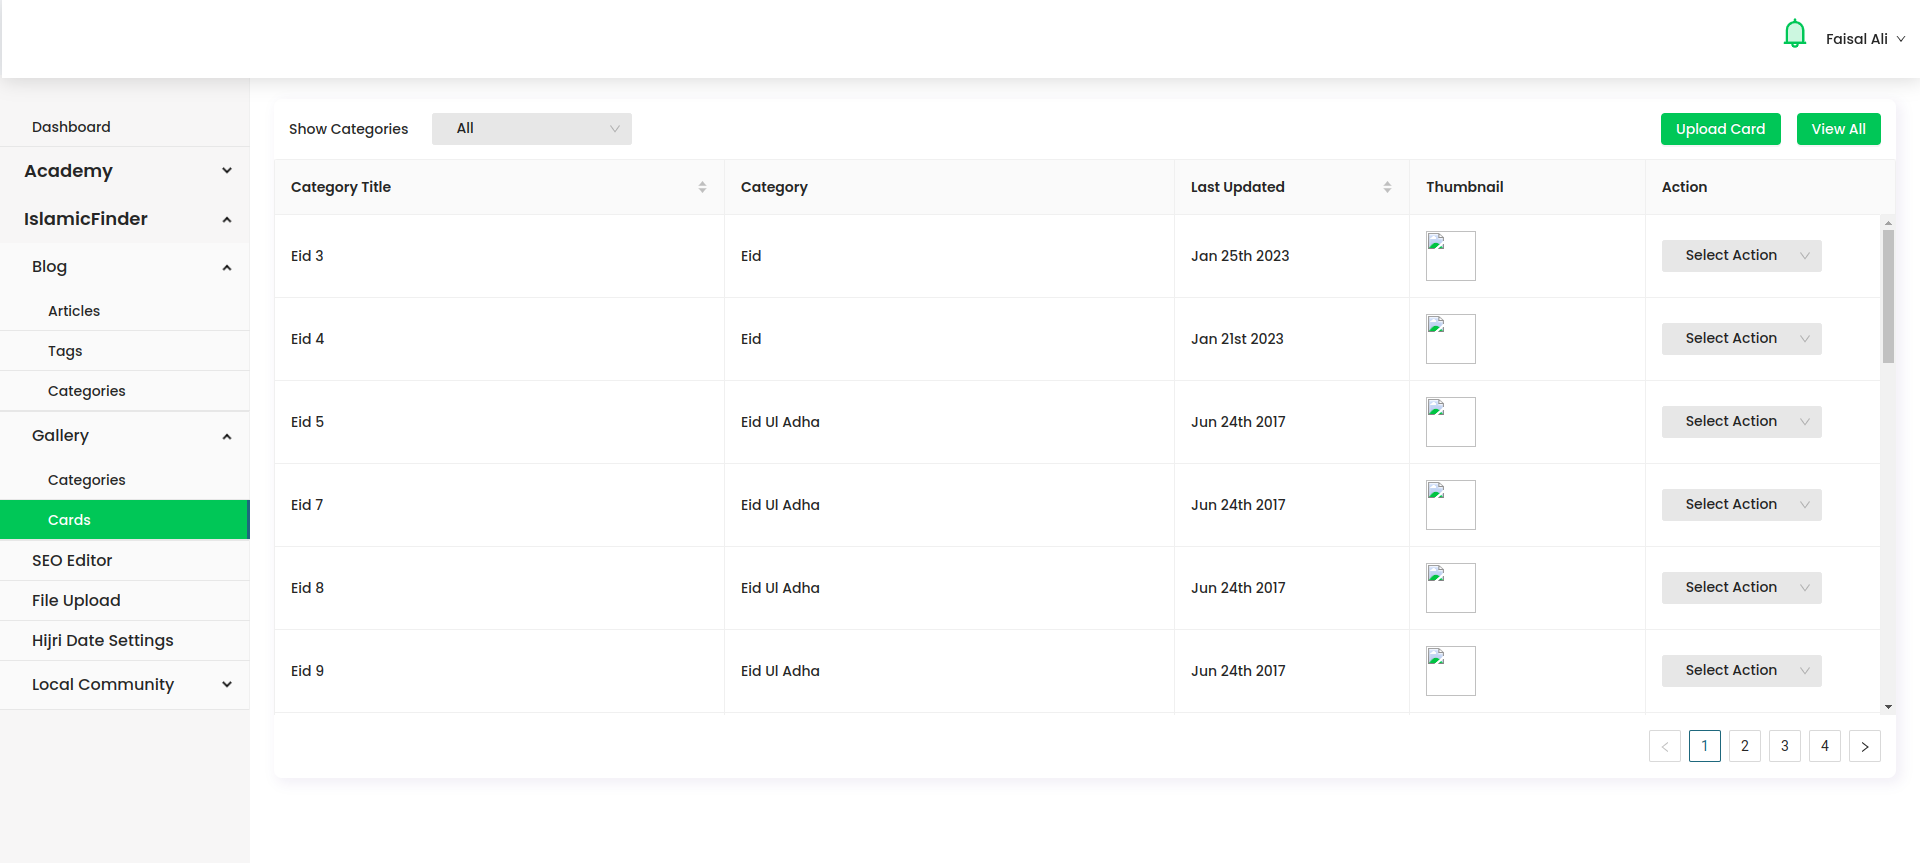 Faisal Ali
Dashboard
Academy
IslamicFinder
Blog
Articles
Tags
Categories
Gallery
Categories
Cards
SEO Editor
File Upload
Hijri Date Settings
Local Community
Show Categories All Upload Card View All
Category Title Category Last Updated Thumbnail Action
Eid 3 Eid Jan 25th 2023 Select Action
Eid 4 Eid Jan 21st 2023 Select Action
Eid 5 Eid Ul Adha Jun 24th 2017 Select Action
Eid 7 Eid Ul Adha Jun 24th 2017 Select Action
Eid 8 Eid Ul Adha Jun 24th 2017 Select Action
Eid 9 Eid Ul Adha Jun 24th 2017 Select Action
< 1 2 3 4 >